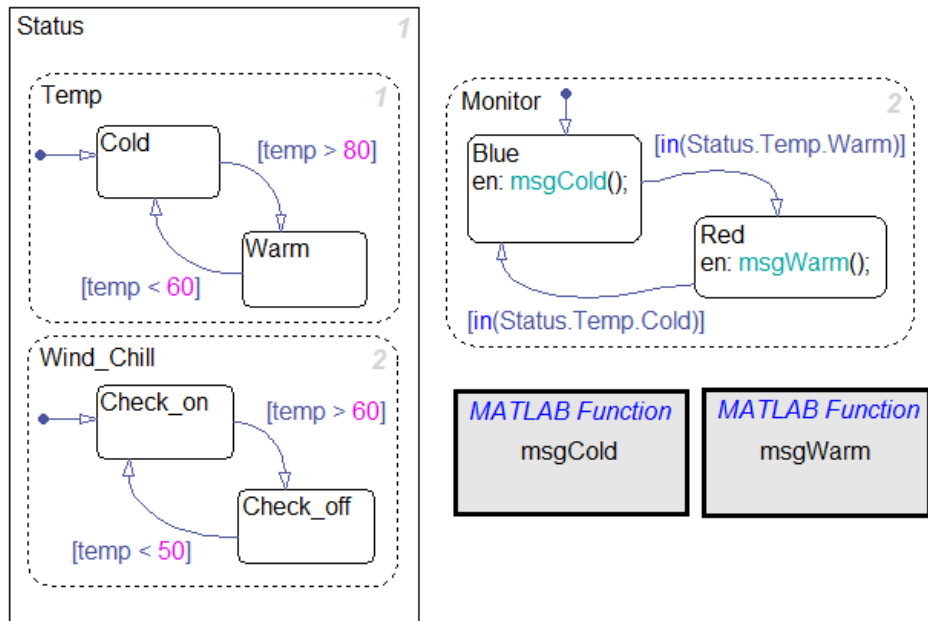 Status
1
Temp
1
Cold
[temp > 80]
Warm
[temp < 60]
Wind_Chill
2
Check_on
[temp > 60]
Check_off
[temp < 50]
Monitor
2
Blue
en: msgCold();
[in(Status.Temp.Warm)]
Red
en: msgWarm();
[in(Status.Temp.Cold)]
MATLAB Function
msgCold
MATLAB Function
msgWarm